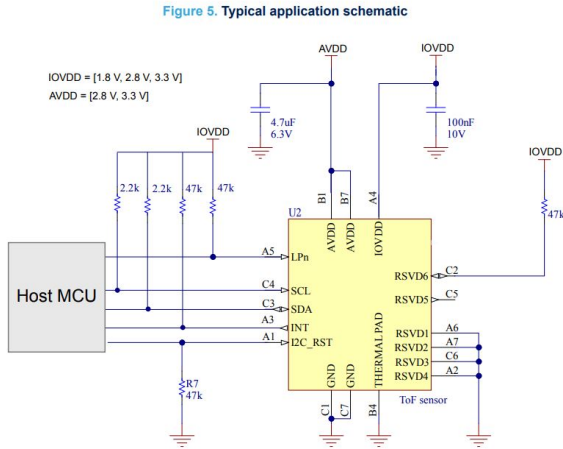 Figure 5. Typical application schematic
AVDD
IOVDD
IOVDD = [1.8 V, 2.8 V, 3.3 V]
AVDD = [2.8 V, 3.3 V]
4.7uF
6.3V
100nF
10V
IOVDD
IOVDD
2.2k
2.2k
47k
47k
47k
U2
B1
B7
A4
AVDD
AVDD
IOVDD
Host MCU
A5
LPn
C4
SCL
C3
SDA
A3
INT
A1
I2C_RST
RSVD6
C2
RSVD5
C5
RSVD1
A6
RSVD2
A7
RSVD3
C6
RSVD4
A2
GND
GND
THERMAL PAD
C1
C7
B4
ToF sensor
R7
47k